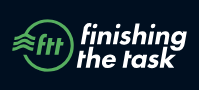 ftt
finishing
the task